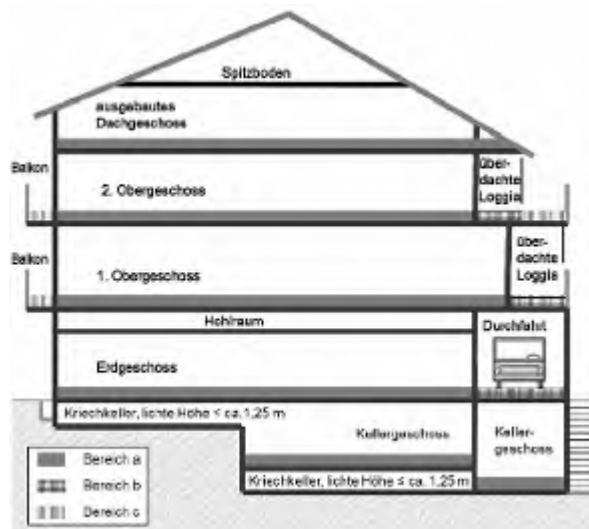 Spitzboden
ausgebautes
Dachgeschoss
Balkon
2. Obergeschoss
über-
dachte
Loggia
Balkon
1. Obergeschoss
über-
dachte
Loggia
Hohlraum
Durchfahrt
Erdgeschoss
Kriechkeller, lichte Höhe ≤ ca. 1,25 m
Kellergeschoss
Keller-
geschoss
Kriechkeller, lichte Höhe ≤ ca. 1,25 m
Bereich a
Bereich b
Bereich c